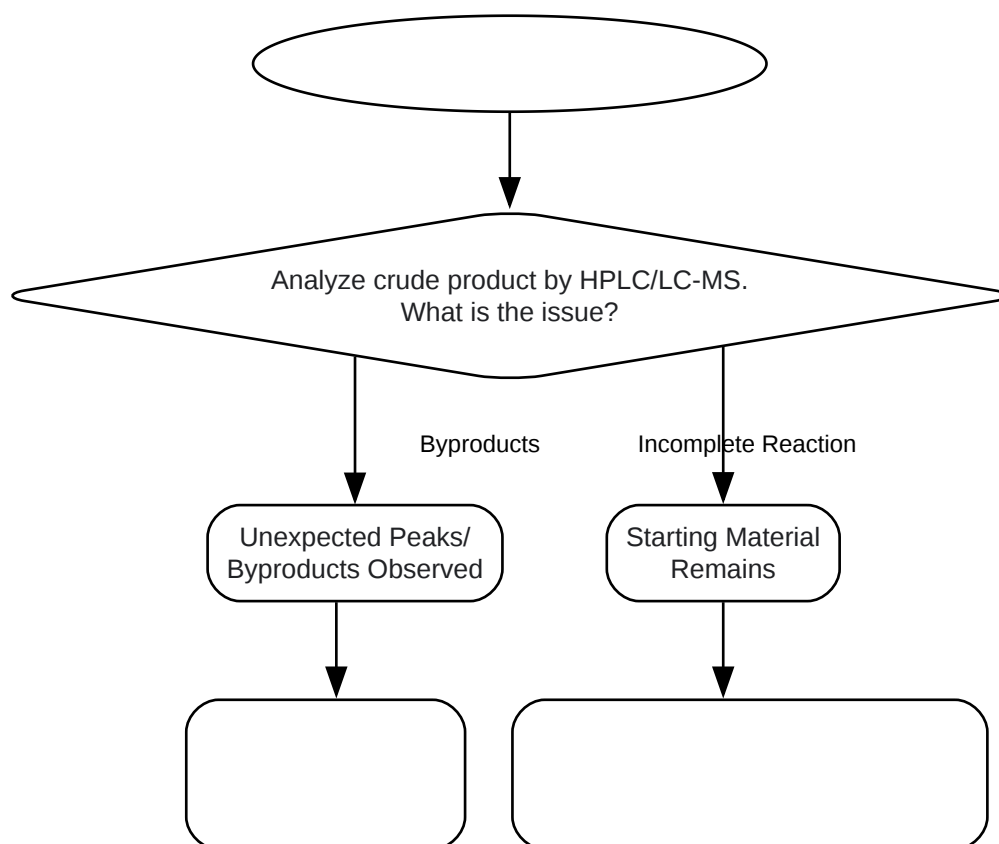 Analyze crude product by HPLC/LC-MS.
What is the issue?
Byproducts
Incomplete Reaction
Unexpected Peaks/
Byproducts Observed
Starting Material
Remains